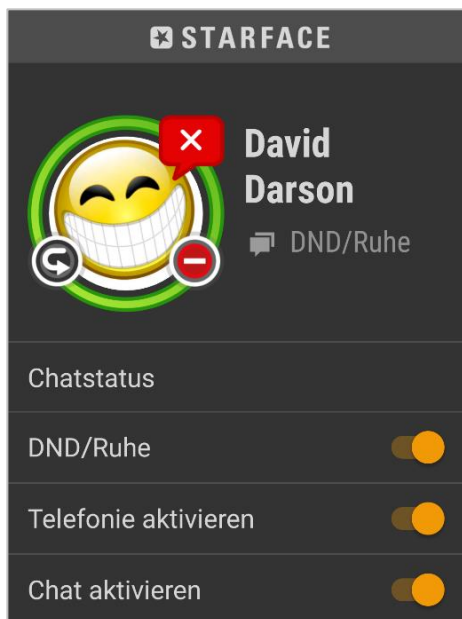 STARFACE
David
Darson
DND/Ruhe
Chatstatus
DND/Ruhe
Telefonie aktivieren
Chat aktivieren